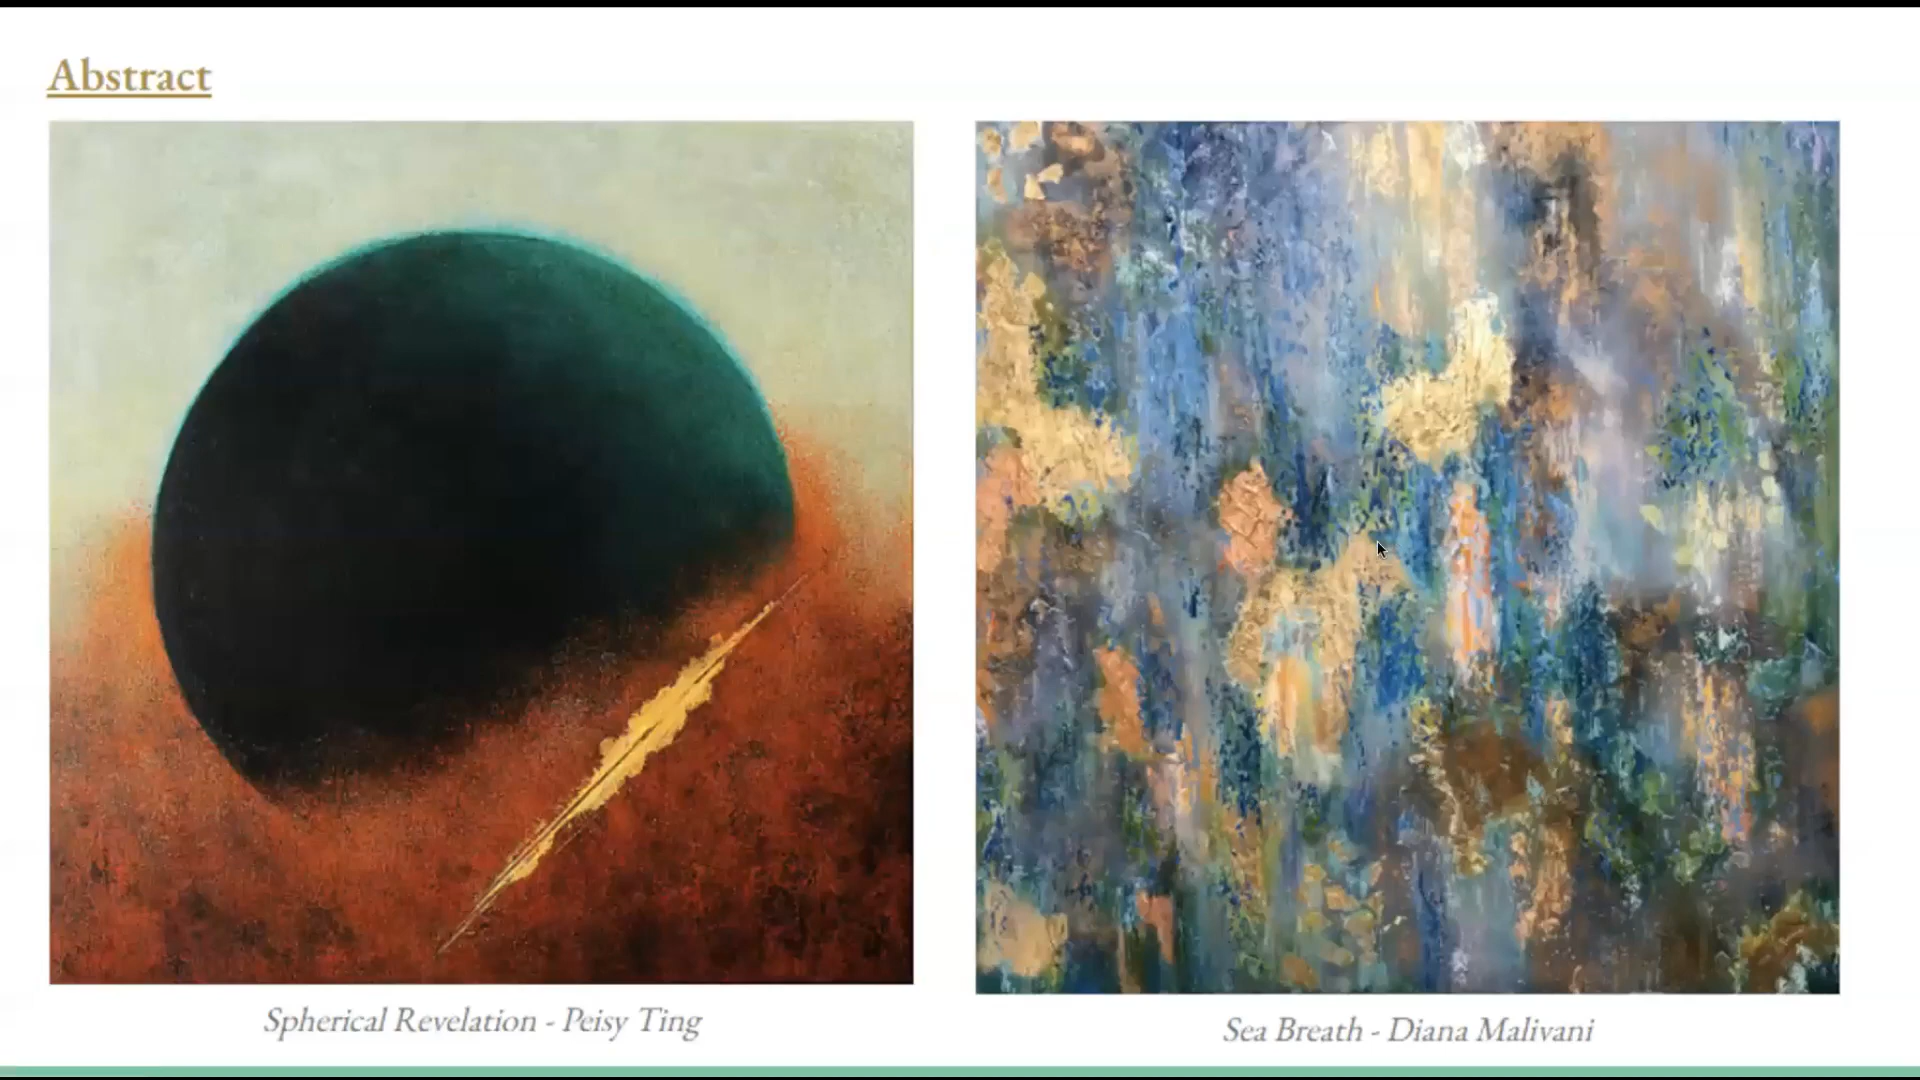 Abstract
Spherical Revelation - Peisy Ting
Sea Breath - Diana Malivani